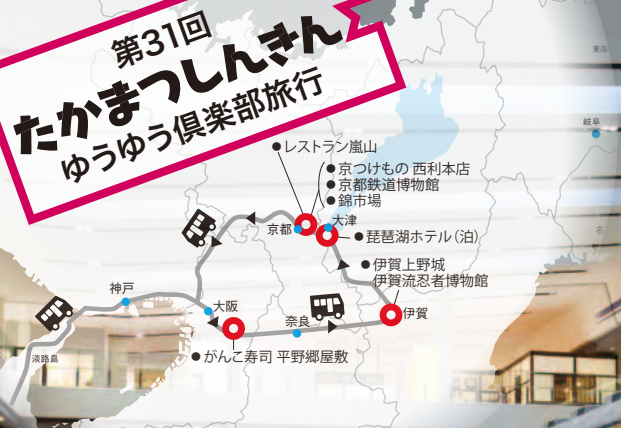 第31回
たかまつしんきん
ゆうゆう倶楽部旅行
●レストラン嵐山
●京つけもの 西利本店
●京都鉄道博物館
●錦市場
京都
大津
●琵琶湖ホテル(泊)
●伊賀上野城
伊賀流忍者博物館
神戸
大阪
奈良
伊賀
●がんこ寿司 平野郷屋敷
淡路島
岐阜
東海
名